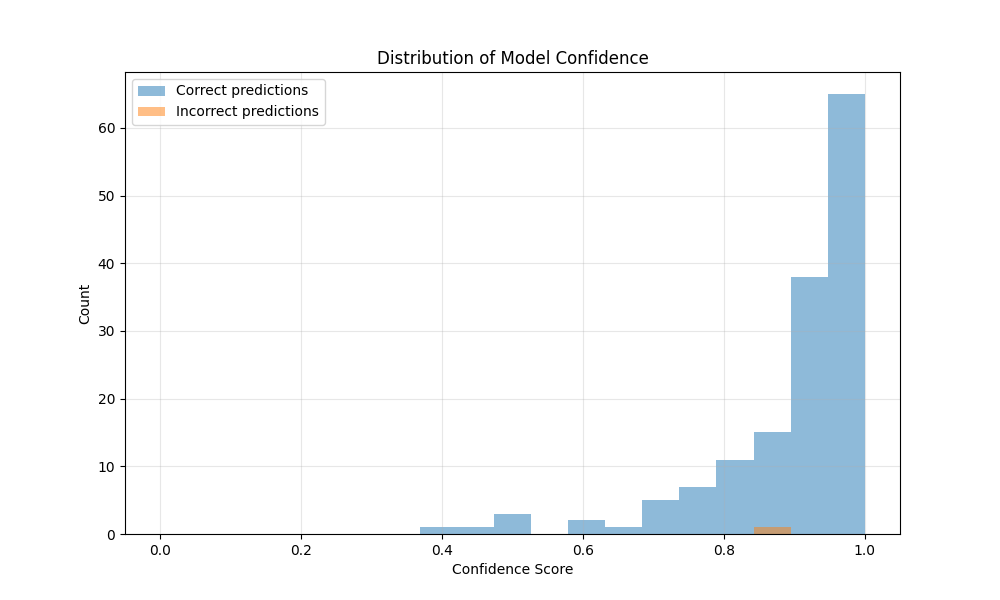 Distribution of Model Confidence
Correct predictions
Incorrect predictions
60
50
40
30
20
10
0
Count
0.0 0.2 0.4 0.6 0.8 1.0
Confidence Score